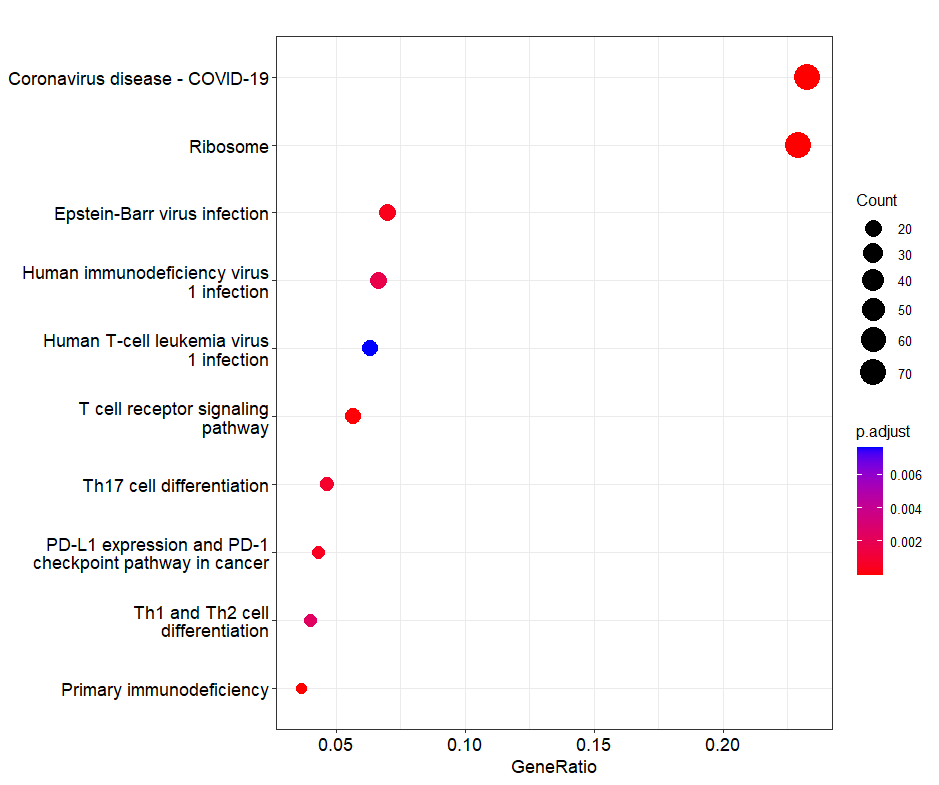 Coronavirus disease - COVID-19
Ribosome
Epstein-Barr virus infection
Human immunodeficiency virus
1 infection
Human T-cell leukemia virus
1 infection
T cell receptor signaling
pathway
Th17 cell differentiation
PD-L1 expression and PD-1
checkpoint pathway in cancer
Th1 and Th2 cell
differentiation
Primary immunodeficiency
0.05
0.10
0.15
0.20
GeneRatio
Count
20
30
40
50
60
70
p.adjust
0.006
0.004
0.002